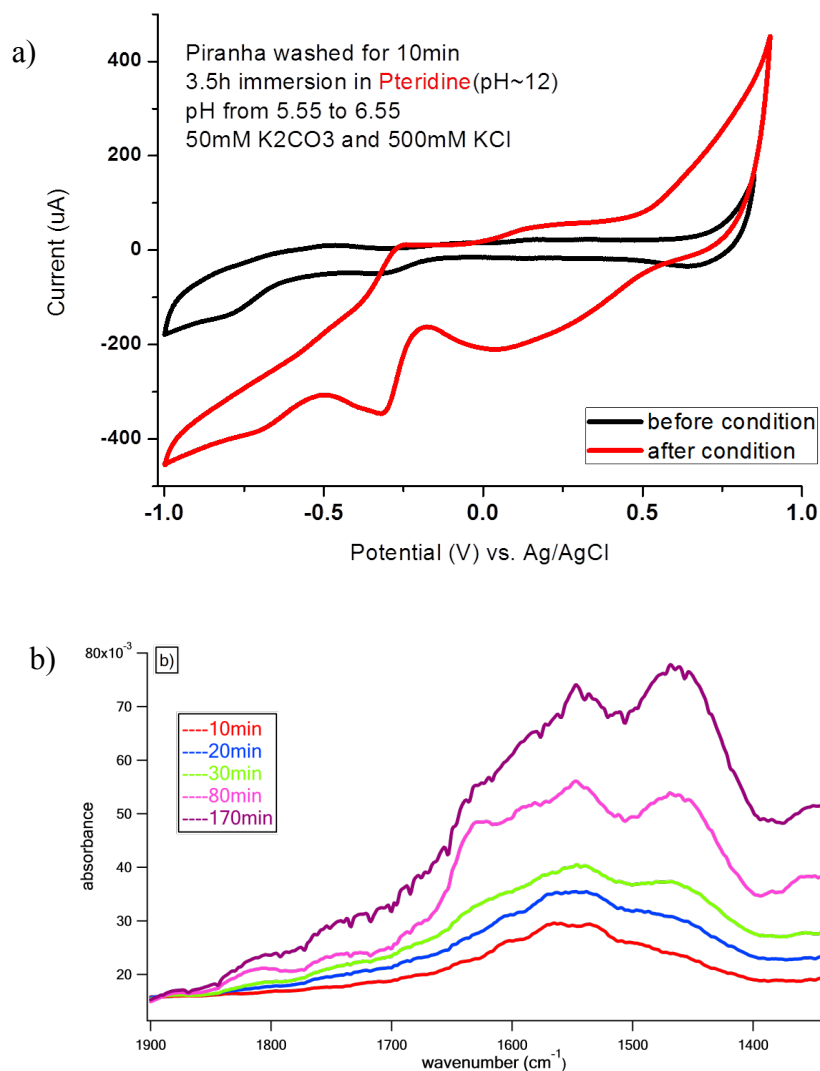 a)
Piranha washed for 10min
3.5h immersion in Pteridine(pH~12)
pH from 5.55 to 6.55
50mM K2CO3 and 500mM KCl
400
200
0
-200
-400
Current (uA)
before condition
after condition
-1.0 -0.5 0.0 0.5 1.0
Potential (V) vs. Ag/AgCl
b)
80x10⁻³
b)
70
60
50
40
30
20
absorbance
----10min
----20min
----30min
----80min
----170min
1900 1800 1700 1600 1500 1400
wavenumber (cm⁻¹)